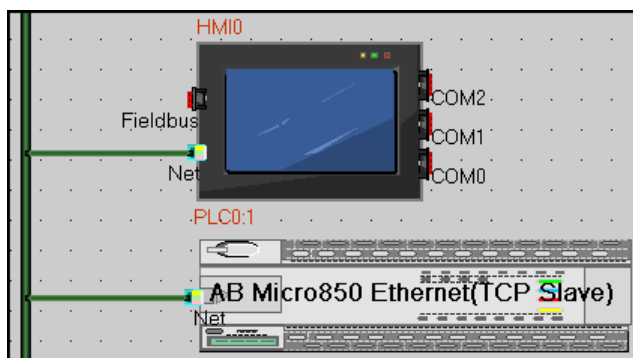 HMI0
COM2
Fieldbus
COM1
Net
COM0
PLC0:1
AB Micro850 Ethernet(TCP Slave)
Net